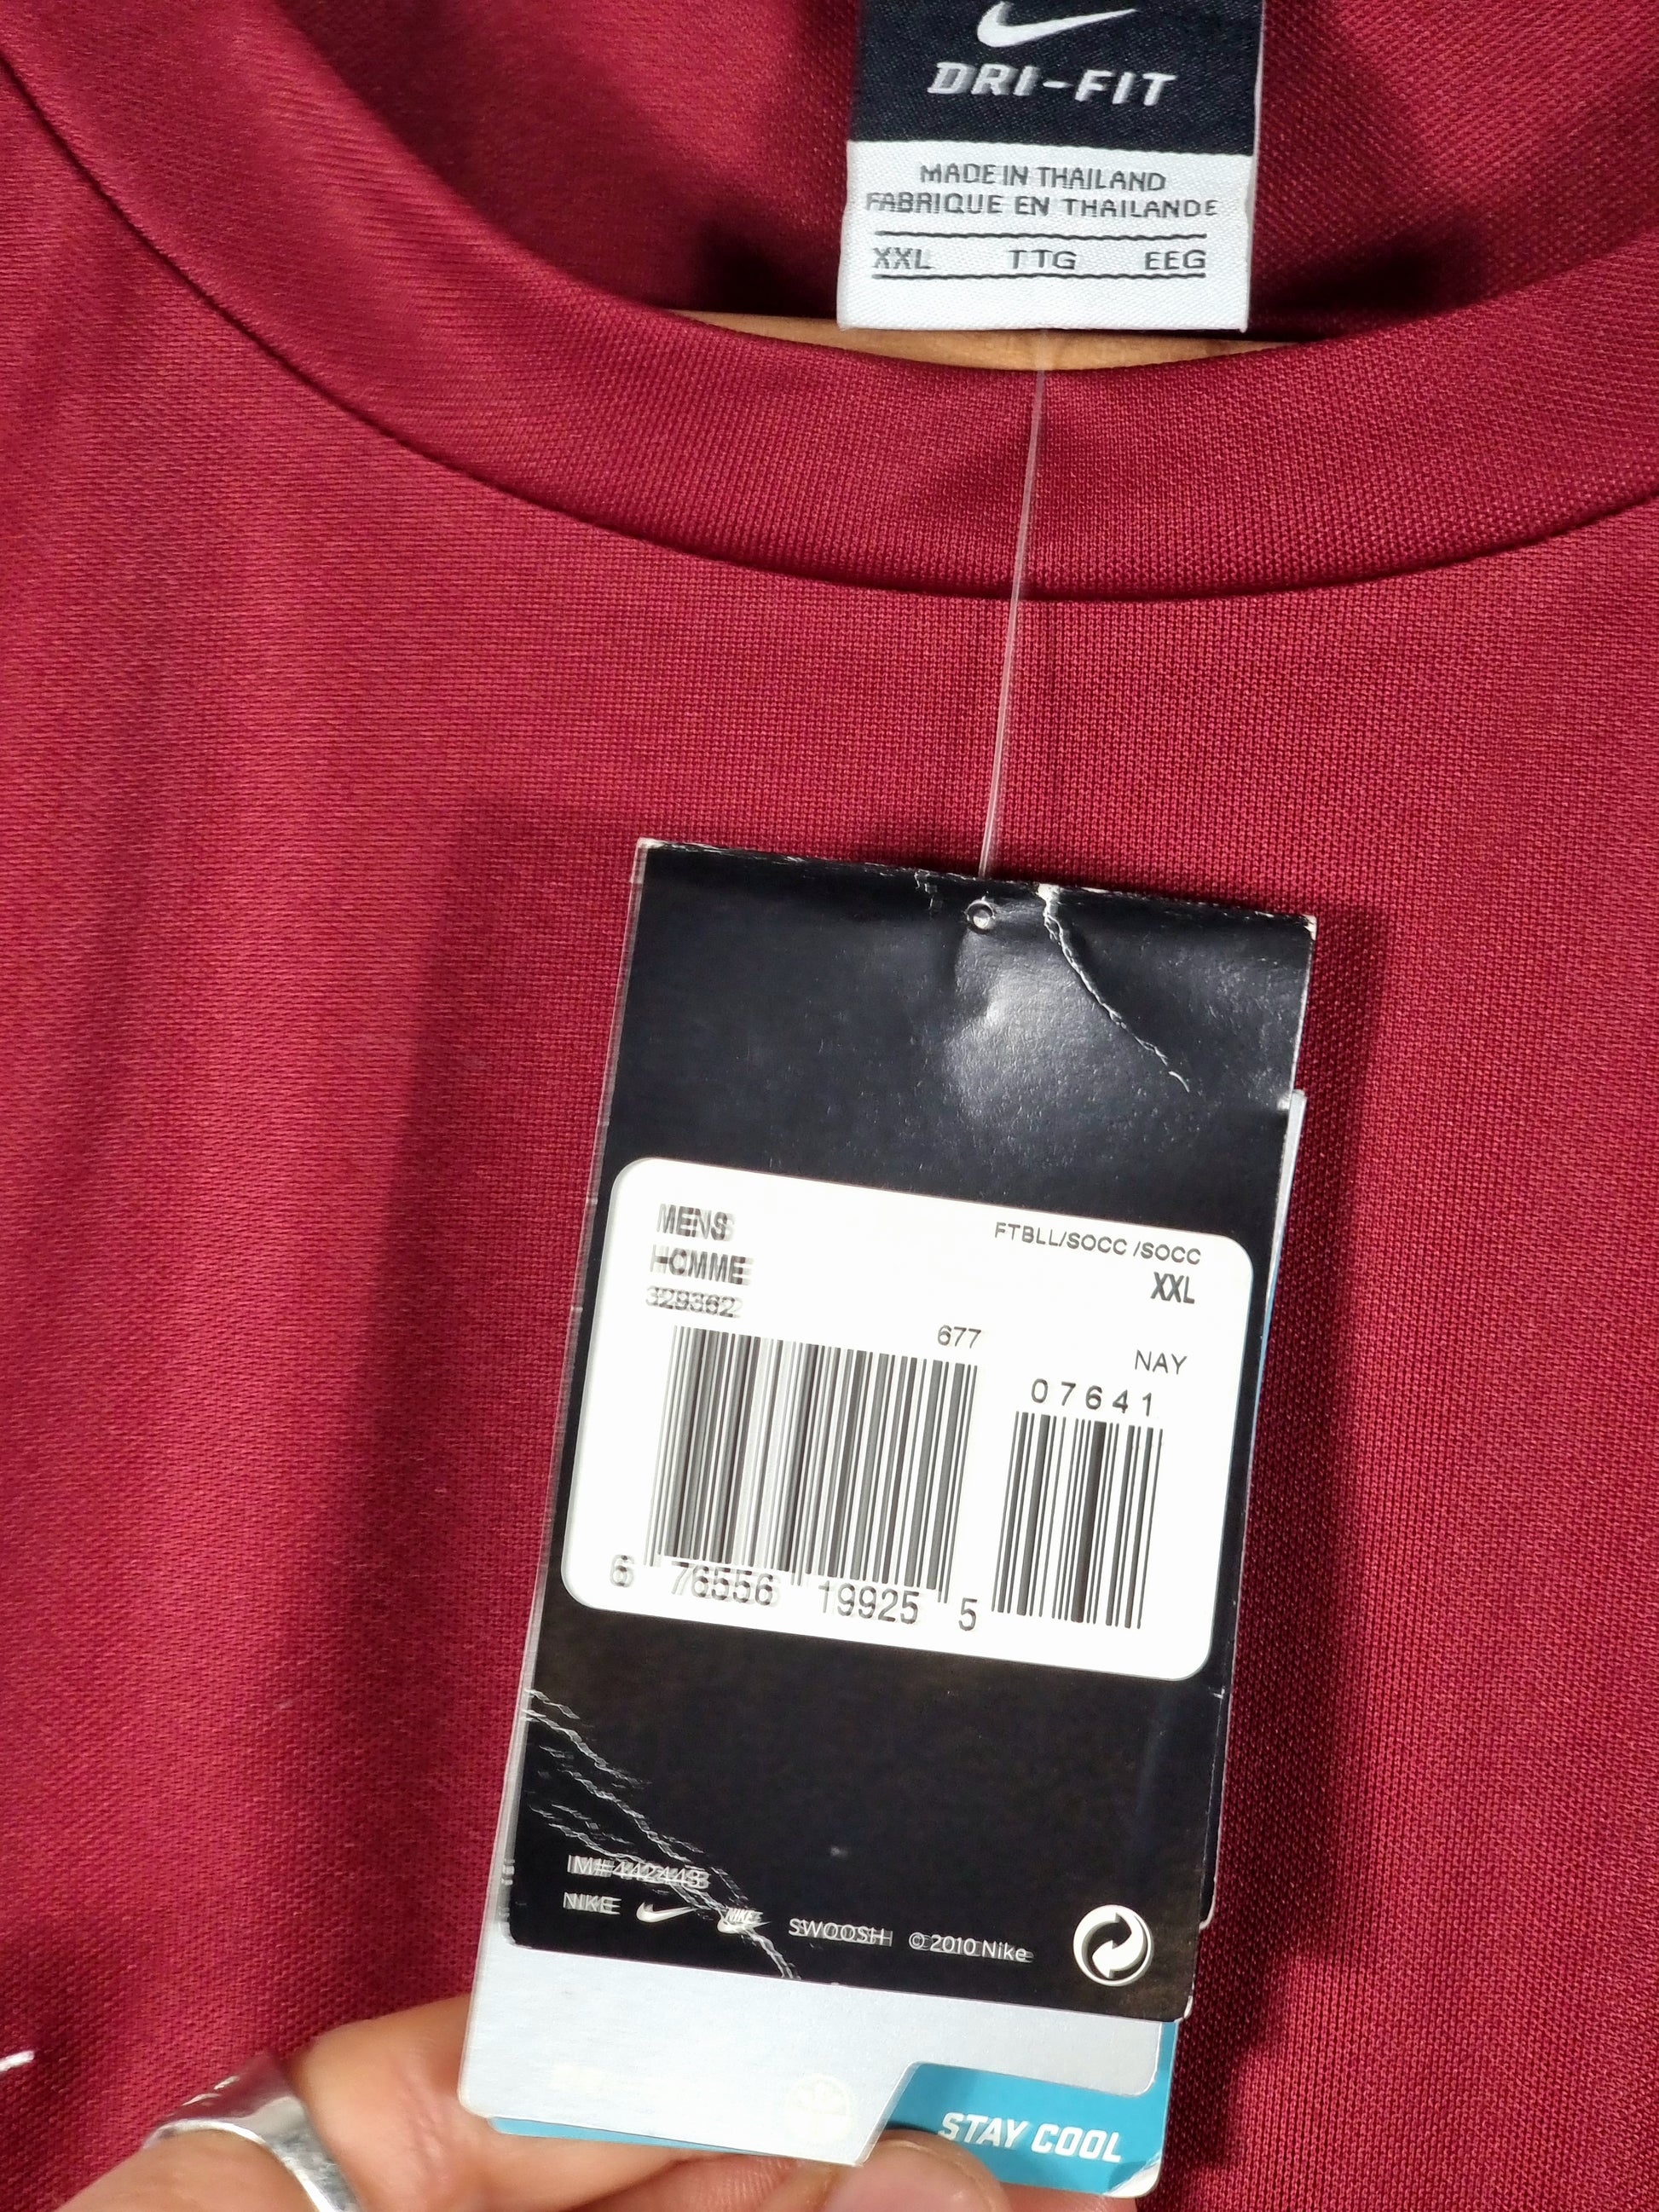 DRI-FIT
MADE IN THAILAND
FABRIQUE EN THAILANDE
XXL TTG EEG
MENS FTBLL/SOCC /SOCC
HOMME XXL
329362
677 NAY
07641
6 76556 19925 5
IM#442443
NIKE NIKE SWOOSH © 2010 Nike
STAY COOL